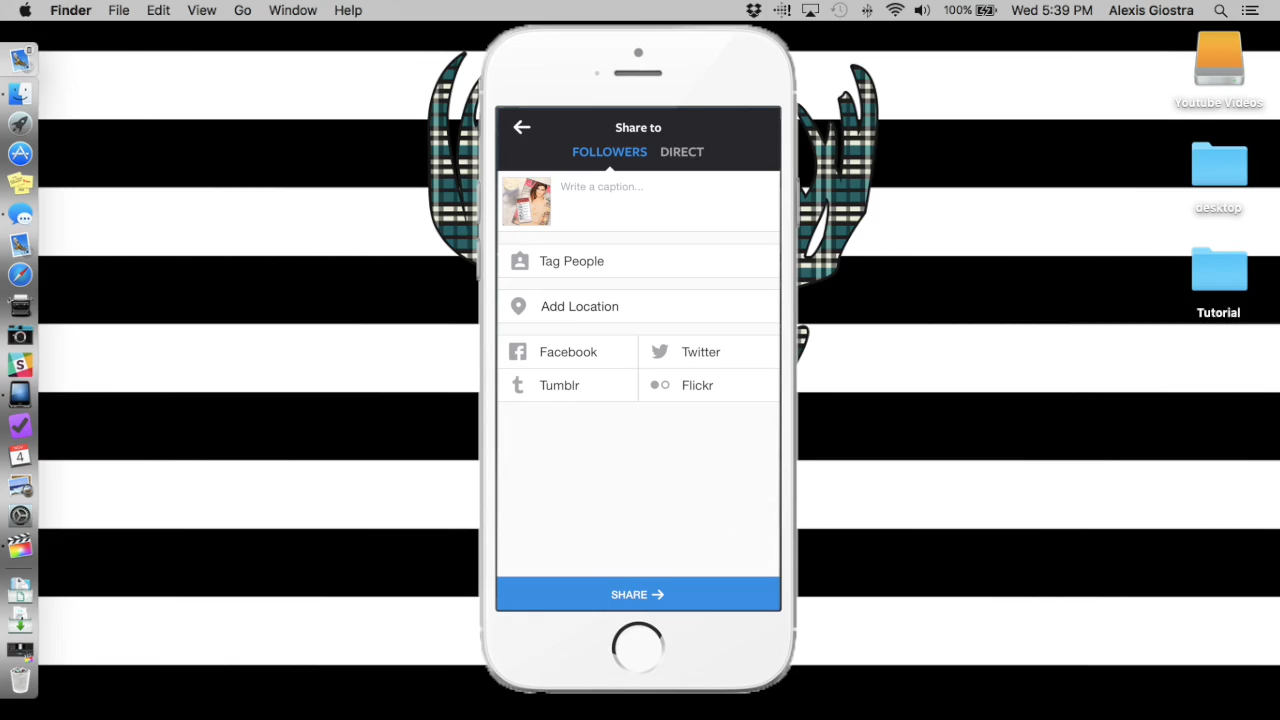 Finder File Edit View Go Window Help 100% Wed 5:39 PM Alexis Giostra
Youtube Videos
desktop
Tutorial
Share to
FOLLOWERS DIRECT
Write a caption...
Tag People
Add Location
Facebook Twitter
Tumblr Flickr
SHARE
S
4